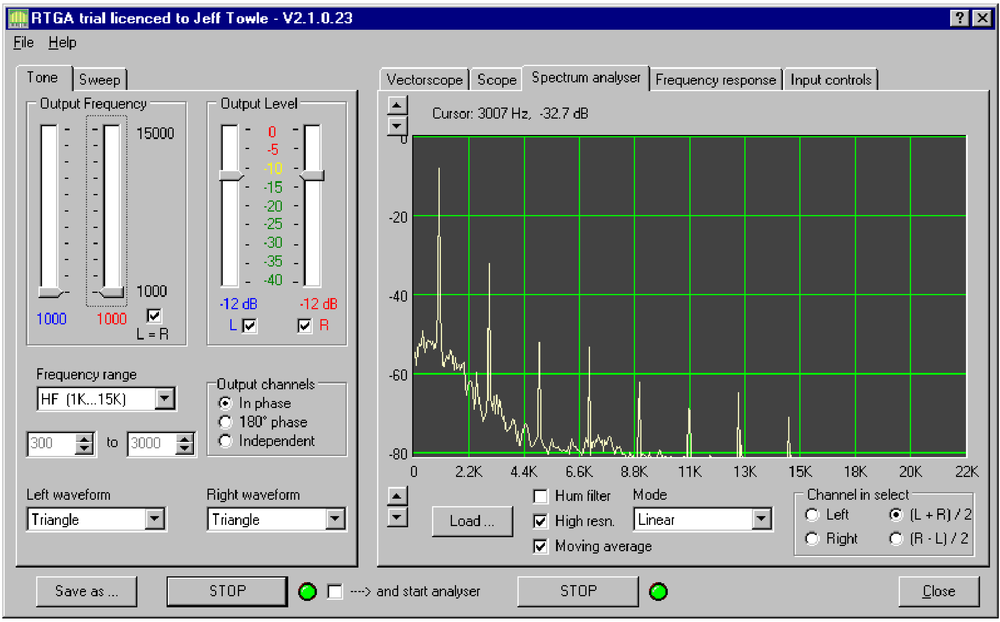 RTGA trial licenced to Jeff Towle - V2.1.0.23
File Help
Tone Sweep
Output Frequency
15000
1000
1000 1000
L = R
Output Level
0
-5
-10
-15
-20
-25
-30
-35
-40
-12 dB -12 dB
L R
Frequency range
HF (1K...15K)
300 to 3000
Output channels
In phase
180° phase
Independent
Left waveform
Triangle
Right waveform
Triangle
Vectorscope Scope Spectrum analyser Frequency response Input controls
Cursor: 3007 Hz, -32.7 dB
0
-20
-40
-60
-80
0 2.2K 4.4K 6.6K 8.8K 11K 13K 15K 18K 20K 22K
Load ...
Hum filter
High resn.
Moving average
Mode
Linear
Channel in select
Left (L + R) / 2
Right (R - L) / 2
Save as ... STOP ----> and start analyser STOP Close